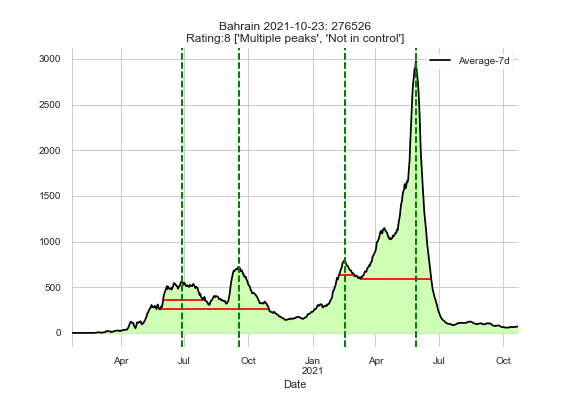 Bahrain 2021-10-23: 276526
Rating:8 ['Multiple peaks', 'Not in control']
Average-7d
3000
2500
2000
1500
1000
500
0
Apr Jul Oct Jan Apr Jul Oct
2021
Date